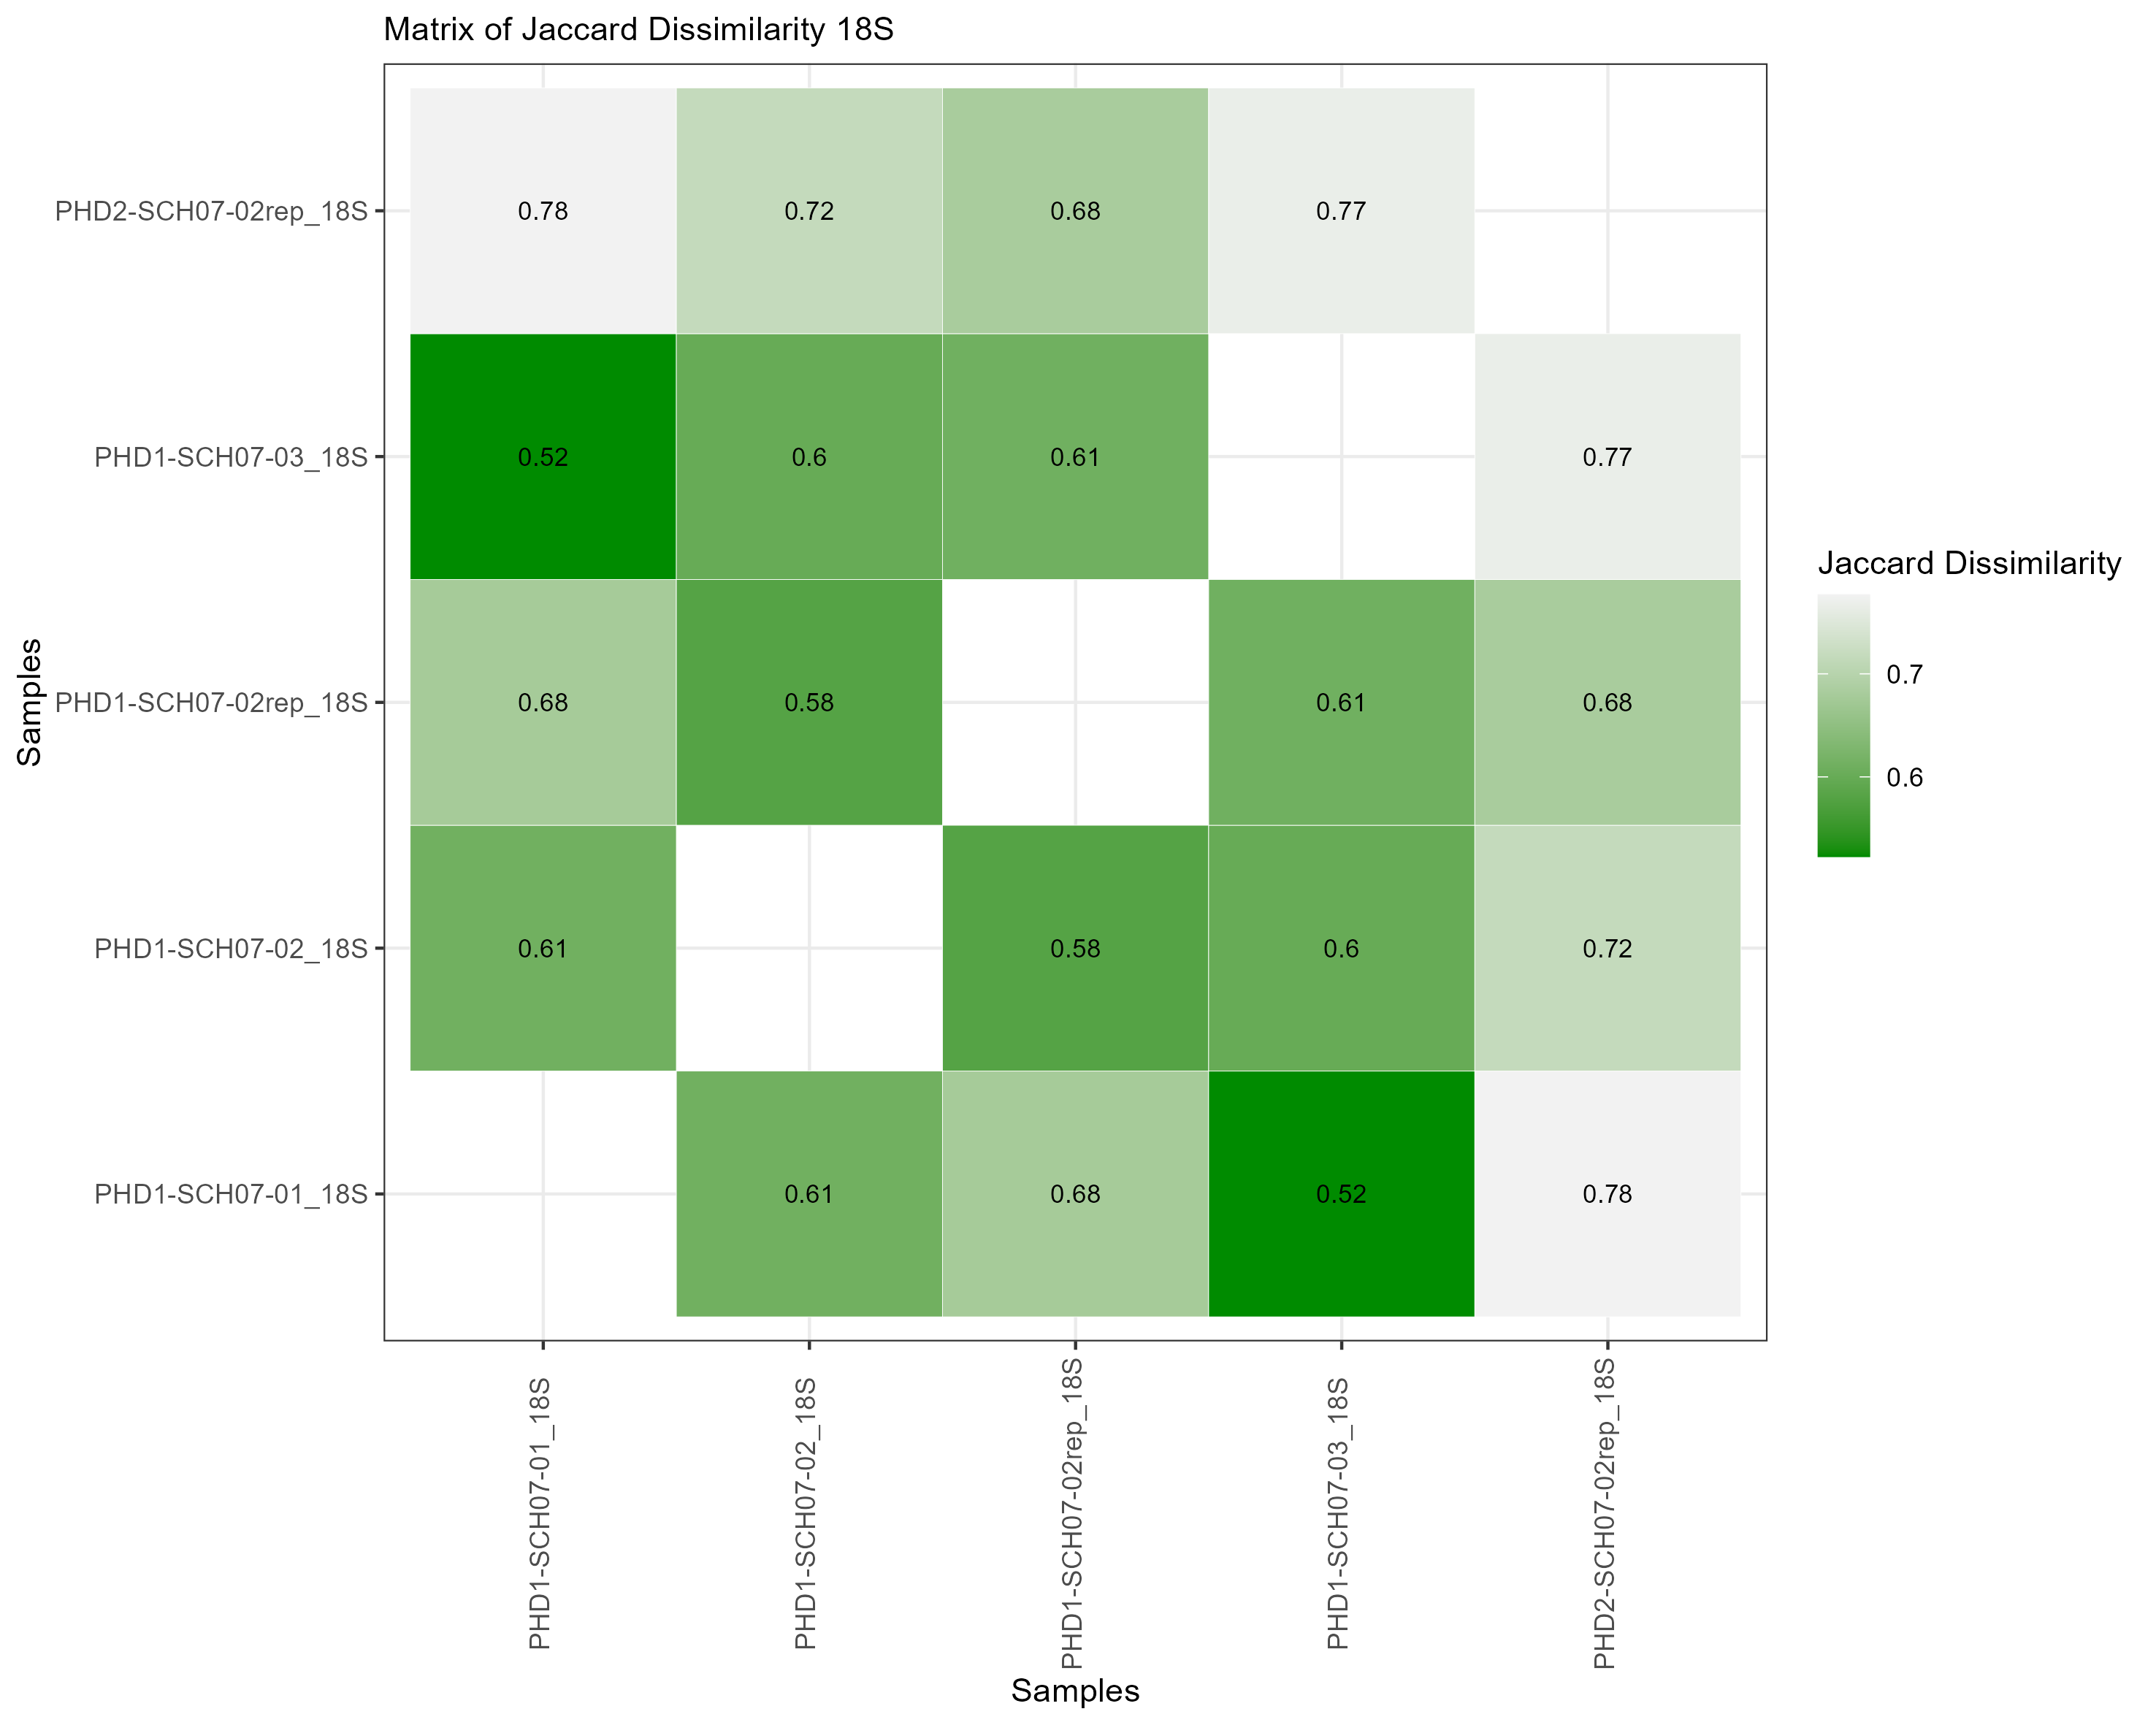 Matrix of Jaccard Dissimilarity 18S
PHD2-SCH07-02rep_18S
0.78
0.72
0.68
0.77
PHD1-SCH07-03_18S
0.52
0.6
0.61
0.77
PHD1-SCH07-02rep_18S
0.68
0.58
0.61
0.68
PHD1-SCH07-02_18S
0.61
0.58
0.6
0.72
PHD1-SCH07-01_18S
0.61
0.68
0.52
0.78
Samples
PHD1-SCH07-01_18S
PHD1-SCH07-02_18S
PHD1-SCH07-02rep_18S
PHD1-SCH07-03_18S
PHD2-SCH07-02rep_18S
Samples
Jaccard Dissimilarity
0.7
0.6